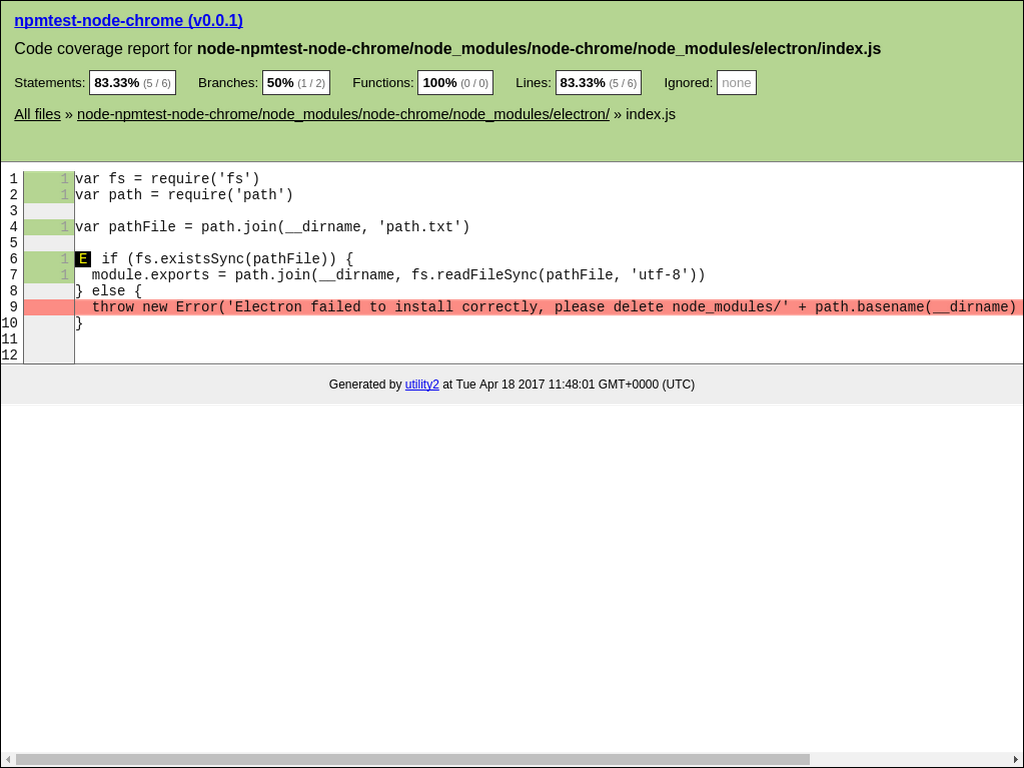 npmtest-node-chrome (v0.0.1)
Code coverage report for node-npmtest-node-chrome/node_modules/node-chrome/node_modules/electron/index.js
Statements: 83.33% (5 / 6) Branches: 50% (1 / 2) Functions: 100% (0 / 0) Lines: 83.33% (5 / 6) Ignored: none
All files » node-npmtest-node-chrome/node_modules/node-chrome/node_modules/electron/ » index.js
1 1 var fs = require('fs')
2 1 var path = require('path')
3
4 1 var pathFile = path.join(__dirname, 'path.txt')
5
6 1 E if (fs.existsSync(pathFile)) {
7 1 module.exports = path.join(__dirname, fs.readFileSync(pathFile, 'utf-8'))
8 } else {
9 throw new Error('Electron failed to install correctly, please delete node_modules/' + path.basename(__dirname)
10 }
11
12
Generated by utility2 at Tue Apr 18 2017 11:48:01 GMT+0000 (UTC)